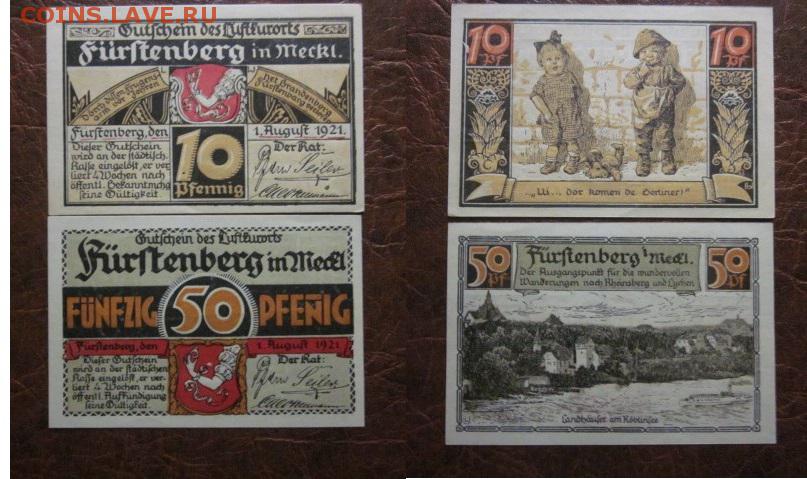 COINS.LAVE.RU
Gutschein des Luftkurorts
Fürstenberg in Meckl.
Fürstenberg, den
1. August 1921.
Dieser Gutschein
wird an der städtisch.
Kasse eingelöst, er ver-
liert 4 Wochen nach
öffentl. Bekanntmchg
seine Gültigkeit.
10
Pfennig
Der Rat:
10
Pf
10
Pf
"Ui... dor komen de Berliner!"
Gutschein des Luftkurorts
Fürstenberg in Meckl
FÜNFZIG 50 PFENNIG
Fürstenberg, den
1. August 1921
Dieser Gutschein
wird an der städtischen
Kasse eingelöst, er ver-
liert 4 Wochen nach
öffentl. Aufkündigung
seine Gültigkeit.
Der Rat:
50
Pf
Fürstenberg i. Meckl.
50
Pf
Der Ausgangspunkt für die wundervollen
Wanderungen nach Rheinsberg und Lychen
Landhäuser am Röblinsee